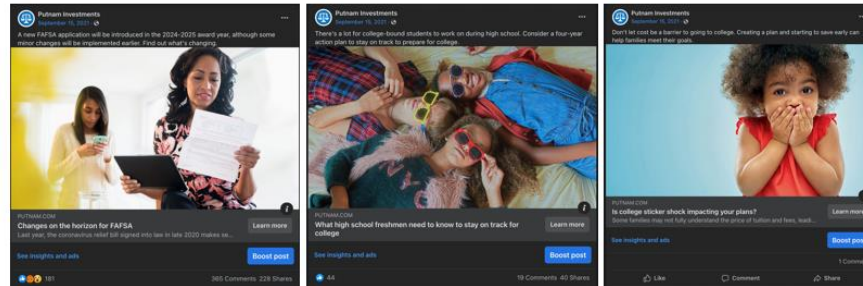 Putnam Investments
September 15, 2021
A new FAFSA application will be introduced in the 2024-2025 award year, although some
minor changes will be implemented earlier. Find out what's changing.
PUTNAM.COM
Changes on the horizon for FAFSA
Last year, the coronavirus relief bill signed into law in late 2020 makes se...
Learn more
See insights and ads
Boost post
181
365 Comments 228 Shares
Putnam Investments
September 15, 2021
There's a lot for college-bound students to work on during high school. Consider a four-year
action plan to stay on track to prepare for college.
PUTNAM.COM
What high school freshmen need to know to stay on track for
college
Learn more
See insights and ads
Boost post
44
19 Comments 40 Shares
Putnam Investments
September 15, 2021
Don't let cost be a barrier to going to college. Creating a plan and starting to save early can
help families meet their goals.
PUTNAM.COM
Is college sticker shock impacting your plans?
Some families may not fully understand the price of tuition and fees, leadi...
Learn more
See insights and ads
Boost pos
1 Comme
Like
Comment
Share